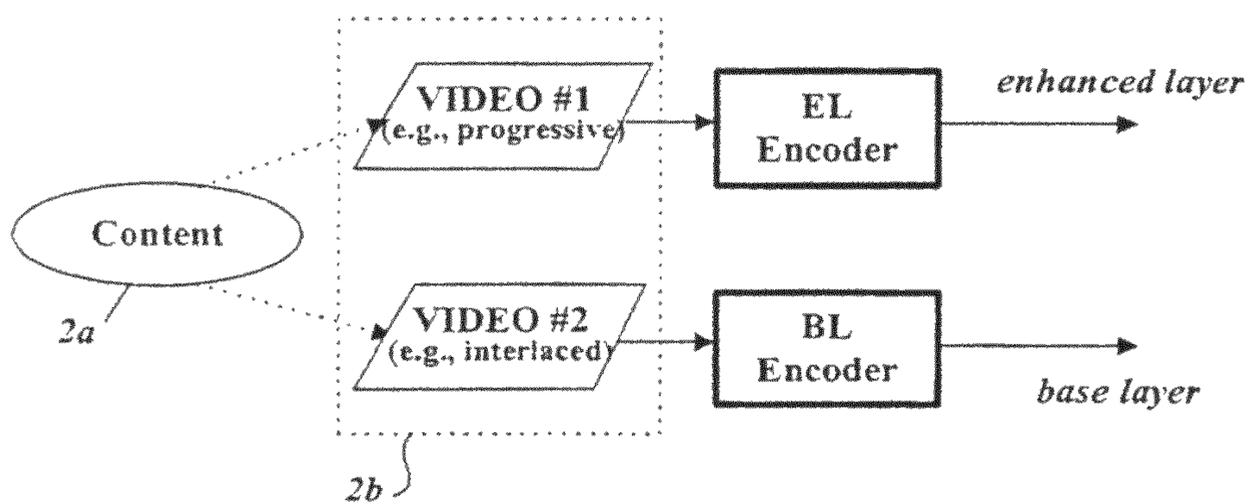 VIDEO #1
(e.g., progressive)
EL
Encoder
enhanced layer
Content
2a
VIDEO #2
(e.g., interlaced)
BL
Encoder
base layer
2b